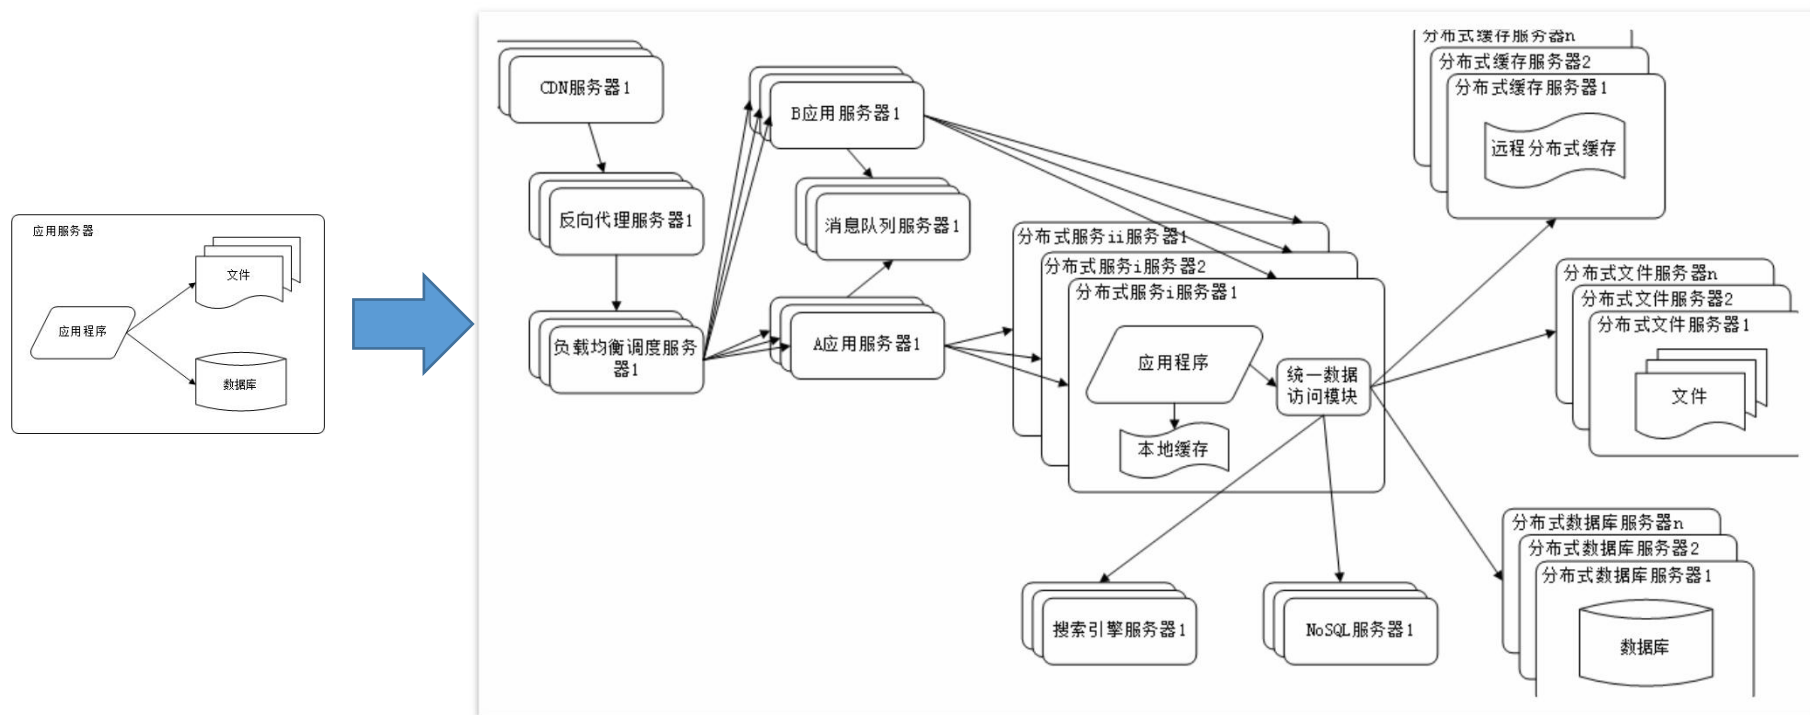 应用服务器
文件
应用程序
数据库
CDN服务器1
反向代理服务器1
负载均衡调度服务
器1
B应用服务器1
消息队列服务器1
A应用服务器1
分布式服务ii服务器1
分布式服务i服务器2
分布式服务i服务器1
应用程序
统一数据
访问模块
本地缓存
搜索引擎服务器1
NoSQL服务器1
分布式缓存服务器n
分布式缓存服务器2
分布式缓存服务器1
远程分布式缓存
分布式文件服务器n
分布式文件服务器2
分布式文件服务器1
文件
分布式数据库服务器n
分布式数据库服务器2
分布式数据库服务器1
数据库